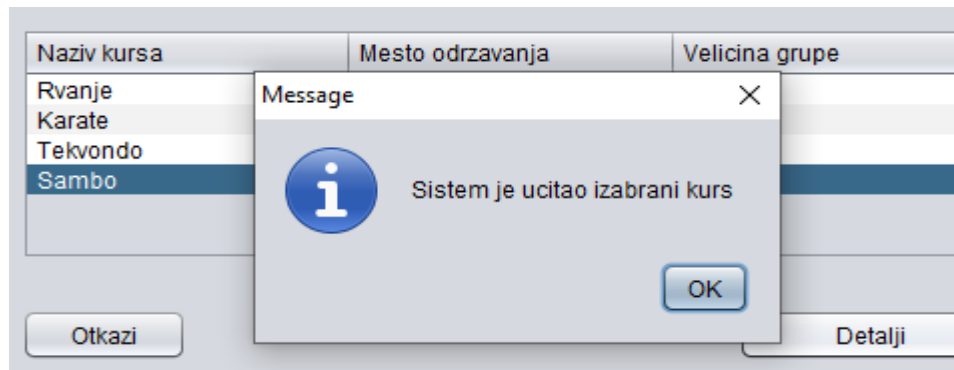 Naziv kursa Mesto odrzavanja Velicina grupe
Rvanje
Message
Karate
Tekvondo
Sambo
Sistem je ucitao izabrani kurs
OK
Otkazi Detalji